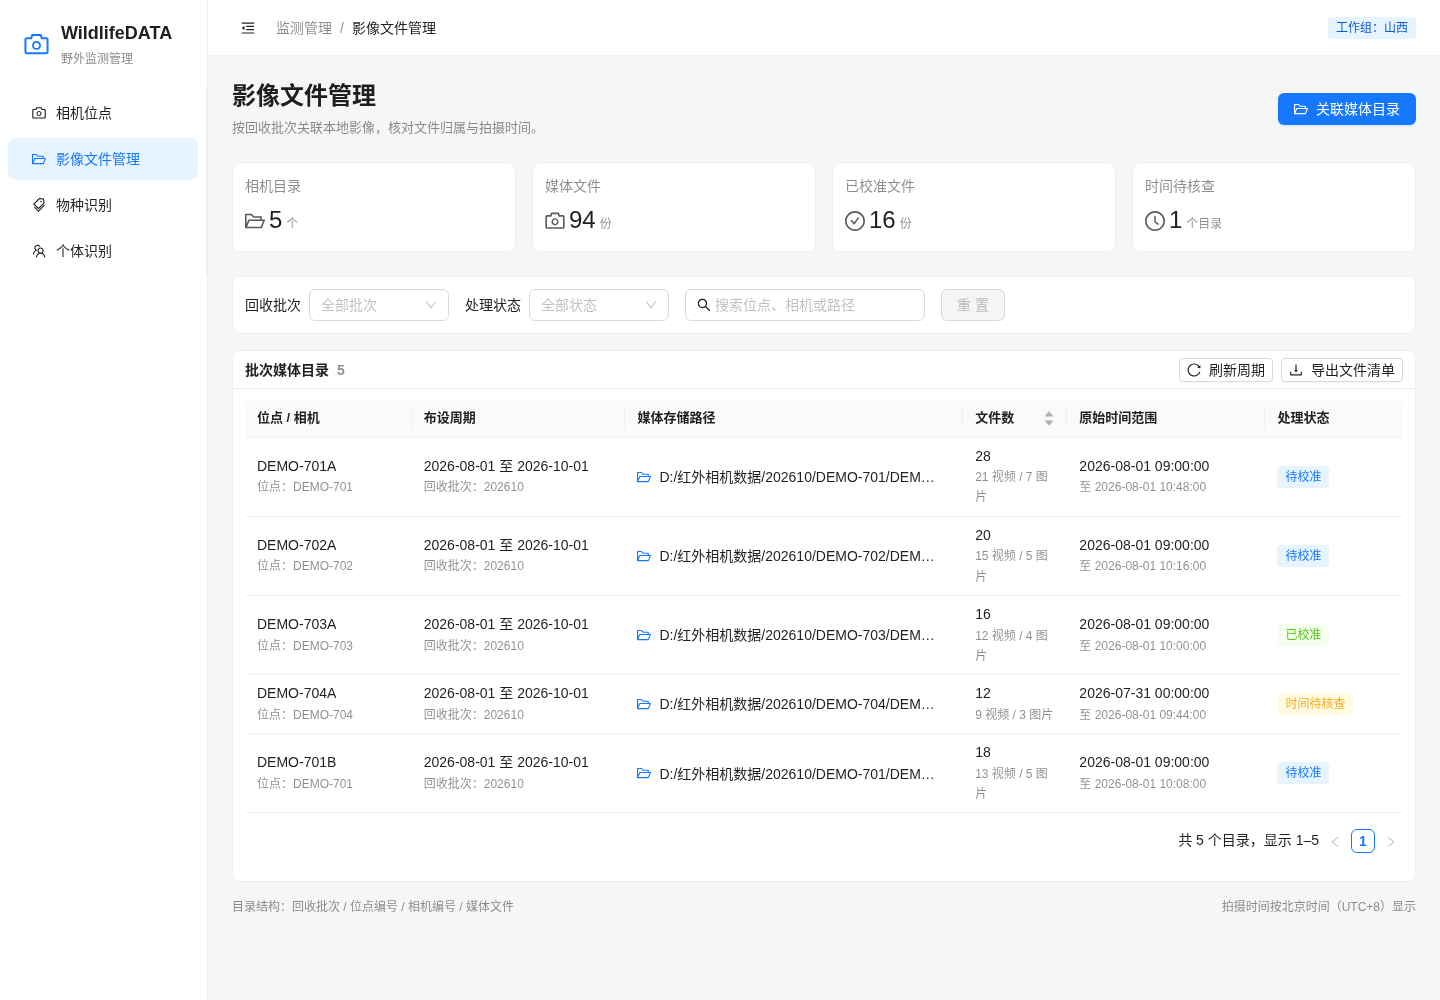 WildlifeDATA
野外监测管理
相机位点
影像文件管理
物种识别
个体识别
监测管理 / 影像文件管理
工作组：山西
影像文件管理
按回收批次关联本地影像，核对文件归属与拍摄时间。
关联媒体目录
相机目录
5 个
媒体文件
94 份
已校准文件
16 份
时间待核查
1 个目录
回收批次 全部批次 处理状态 全部状态 搜索位点、相机或路径 重 置
批次媒体目录 5
刷新周期 导出文件清单
位点 / 相机 布设周期 媒体存储路径 文件数 原始时间范围 处理状态
DEMO-701A
位点：DEMO-701
2026-08-01 至 2026-10-01
回收批次：202610
D:/红外相机数据/202610/DEMO-701/DEM…
28
21 视频 / 7 图
片
2026-08-01 09:00:00
至 2026-08-01 10:48:00
待校准
DEMO-702A
位点：DEMO-702
2026-08-01 至 2026-10-01
回收批次：202610
D:/红外相机数据/202610/DEMO-702/DEM…
20
15 视频 / 5 图
片
2026-08-01 09:00:00
至 2026-08-01 10:16:00
待校准
DEMO-703A
位点：DEMO-703
2026-08-01 至 2026-10-01
回收批次：202610
D:/红外相机数据/202610/DEMO-703/DEM…
16
12 视频 / 4 图
片
2026-08-01 09:00:00
至 2026-08-01 10:00:00
已校准
DEMO-704A
位点：DEMO-704
2026-08-01 至 2026-10-01
回收批次：202610
D:/红外相机数据/202610/DEMO-704/DEM…
12
9 视频 / 3 图片
2026-07-31 00:00:00
至 2026-08-01 09:44:00
时间待核查
DEMO-701B
位点：DEMO-701
2026-08-01 至 2026-10-01
回收批次：202610
D:/红外相机数据/202610/DEMO-701/DEM…
18
13 视频 / 5 图
片
2026-08-01 09:00:00
至 2026-08-01 10:08:00
待校准
共 5 个目录，显示 1–5 1
目录结构：回收批次 / 位点编号 / 相机编号 / 媒体文件
拍摄时间按北京时间（UTC+8）显示